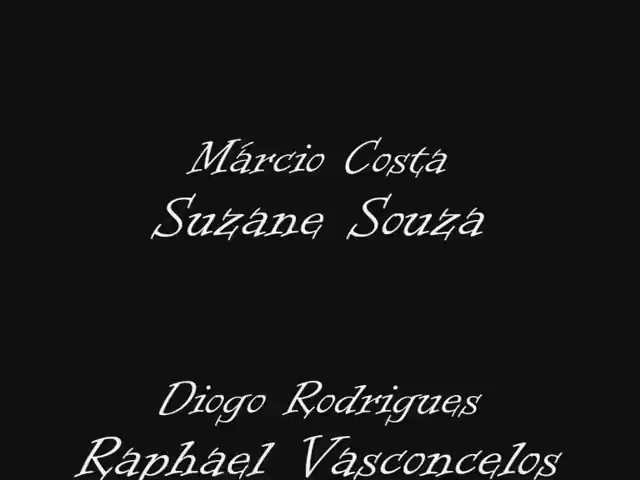 Márcio Costa
Suzane Souza
Diogo Rodrigues
Raphael Vasconcelos